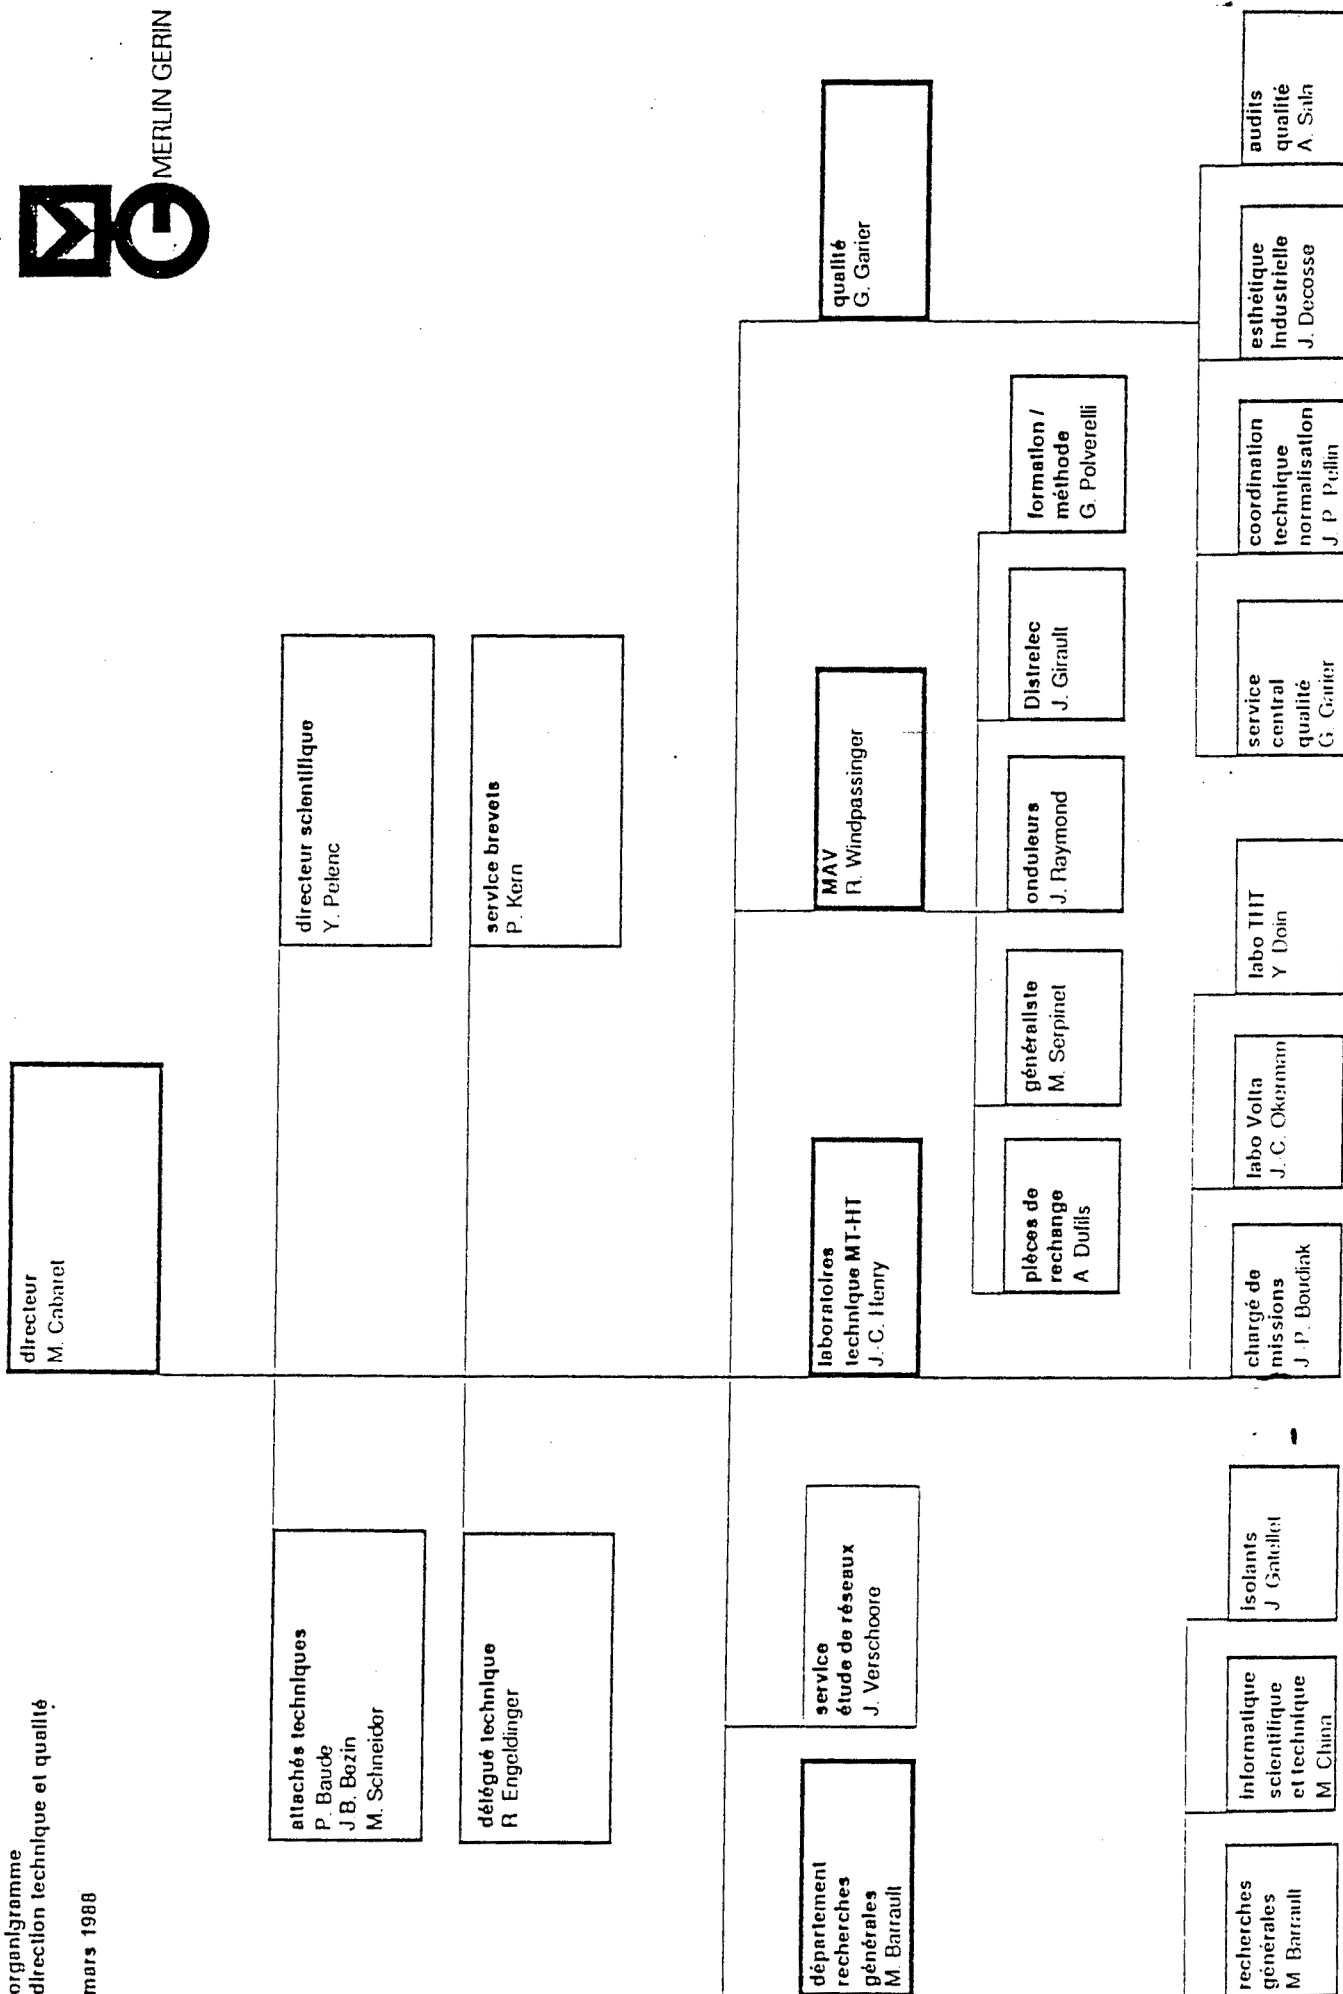 organigramme
direction technique et qualité
mars 1988
MERLIN GERIN
directeur
M. Cabaret
attachés techniques
P. Baude
J.B. Bezin
M. Schneider
directeur scientifique
Y. Pelenc
délégué technique
R. Engeldinger
service brevets
P. Kern
département
recherches
générales
M. Barrault
service
étude de réseaux
J. Verschoore
laboratoires
technique MT-HT
J.-C. Henry
MAV
R. Windpassinger
qualité
G. Garier
pièces de
rechange
A Dufils
généraliste
M. Serpinet
onduleurs
J. Raymond
Distrelec
J. Girault
formation /
méthode
G. Polverelli
recherches
générales
M Barrault
informatique
scientifique
et technique
M China
isolants
J Gatellet
chargé de
missions
J.-P. Boudiak
labo Volta
J.-C. Okerman
labo THT
Y Doin
service
central
qualité
G. Garier
coordination
technique
normalisation
J. P. Pellin
esthétique
Industrielle
J. Decosse
audits
qualité
A. Sala